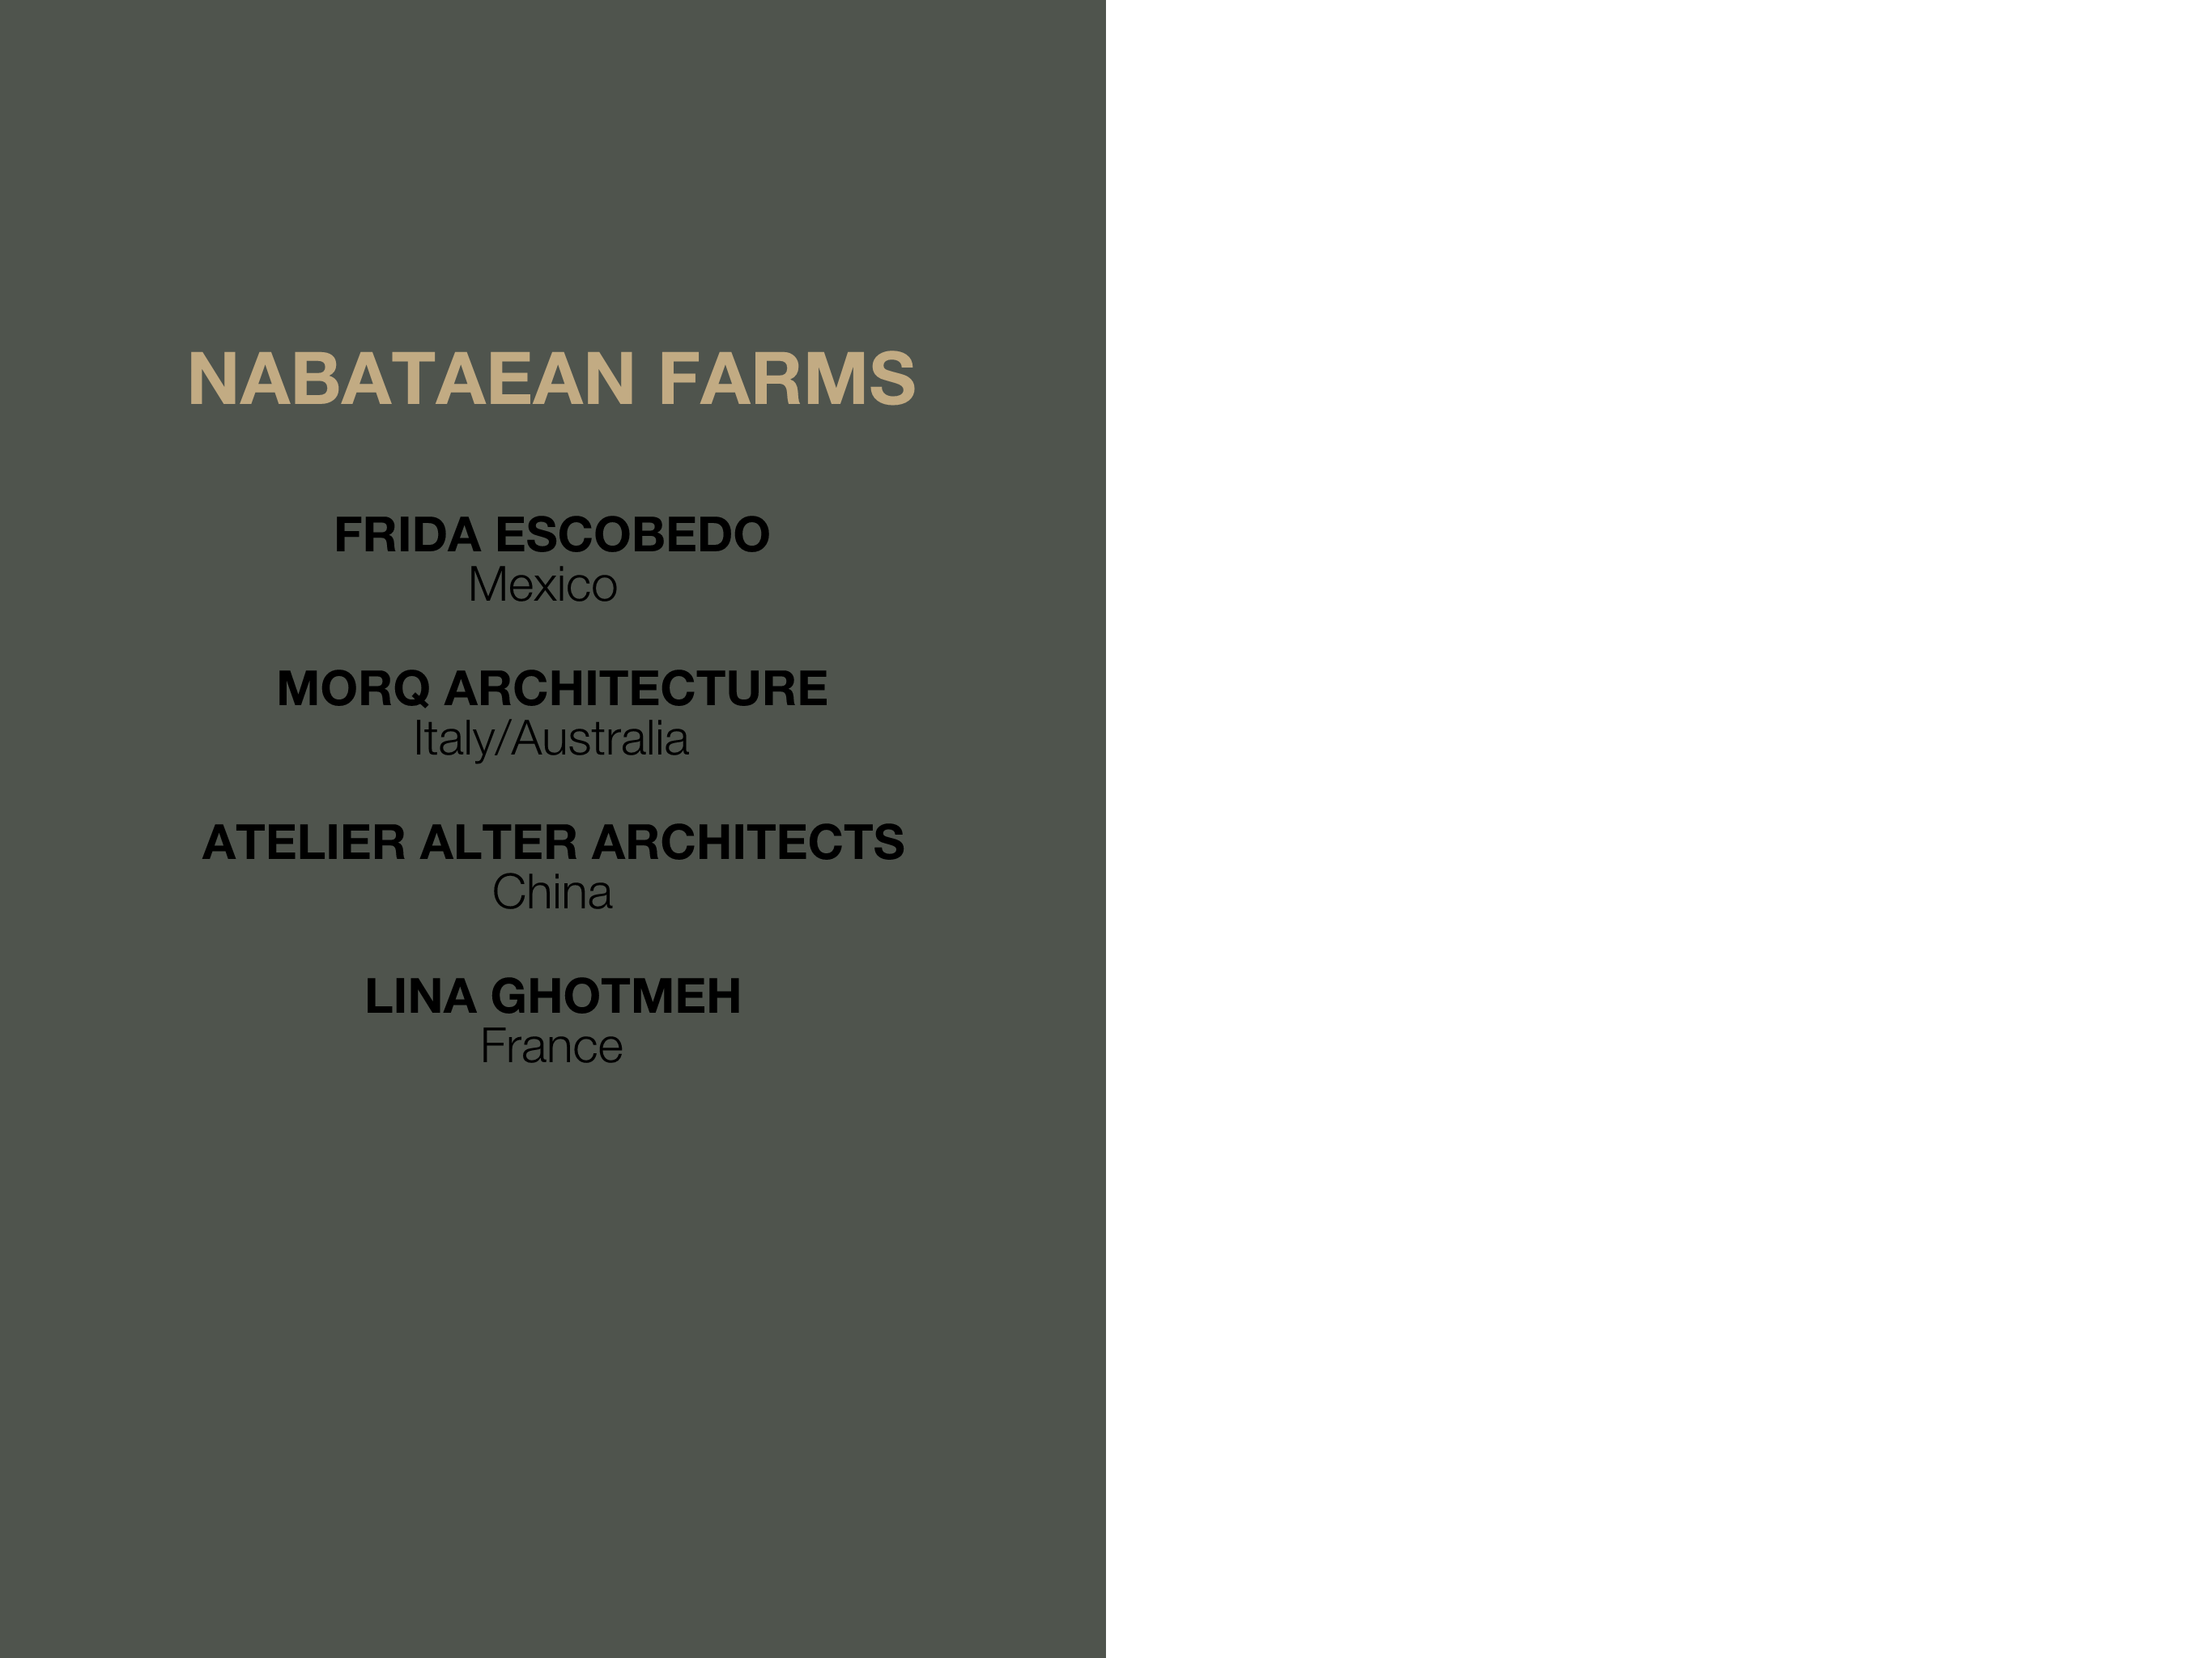 NABATAEAN FARMS
FRIDA ESCOBEDO
Mexico
MORQ ARCHITECTURE
Italy/Australia
ATELIER ALTER ARCHITECTS
China
LINA GHOTMEH
France